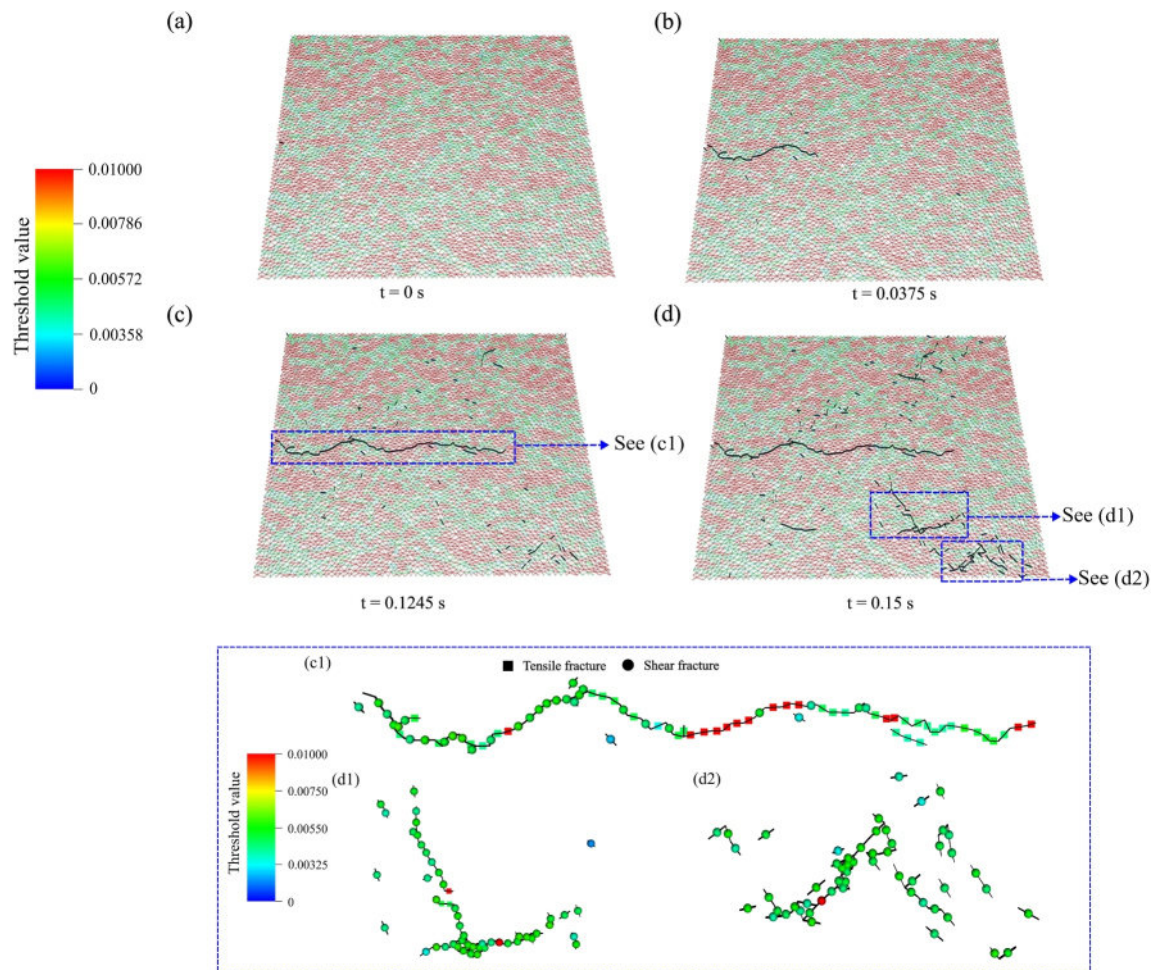 (a)
(b)
Threshold value
0.01000
0.00786
0.00572
0.00358
0
t = 0 s
t = 0.0375 s
(c)
(d)
See (c1)
See (d1)
See (d2)
t = 0.1245 s
t = 0.15 s
(c1)
Tensile fracture
Shear fracture
Threshold value
0.01000
0.00750
0.00550
0.00325
0
(d1)
(d2)